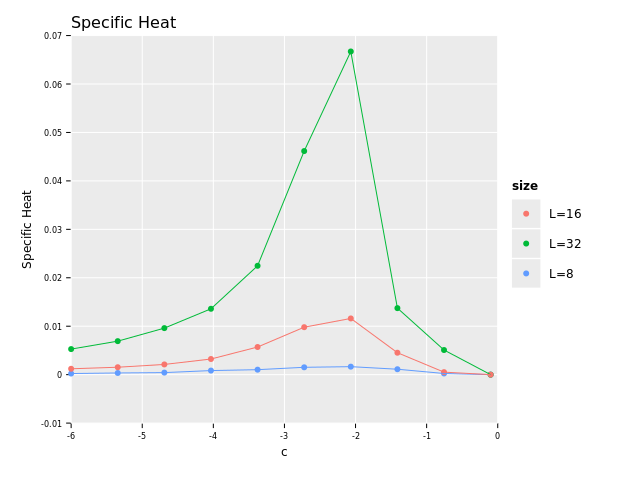 Specific Heat
0.07
0.06
0.05
0.04
0.03
0.02
0.01
0
-0.01
Specific Heat
-6 -5 -4 -3 -2 -1 0
c
size
L=16
L=32
L=8